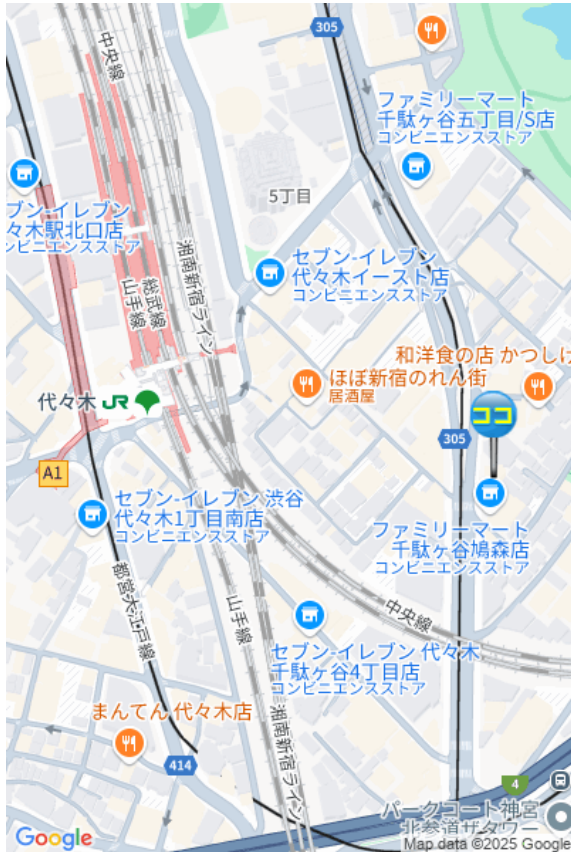 中央線
305
ファミリーマート
千駄ヶ谷五丁目/S店
コンビニエンスストア
ブン-イレブン
々木駅北口店
ンビニエンスストア
5丁目
湘南新宿ライン
セブン-イレブン
代々木イースト店
コンビニエンスストア
総武線
山手線
和洋食の店 かつしげ
ほぼ新宿のれん街
居酒屋
代々木 JR
ココ
305
A1
セブン-イレブン 渋谷
代々木1丁目南店
コンビニエンスストア
ファミリーマート
千駄ヶ谷鳩森店
コンビニエンスストア
都営大江戸線
山手線
中央線
セブン-イレブン 代々木
千駄ヶ谷4丁目店
コンビニエンスストア
まんてん 代々木店
湘南新宿ライン
414
4
パークコート神宮
北参道ザタワー
Google
Map data ©2025 Google